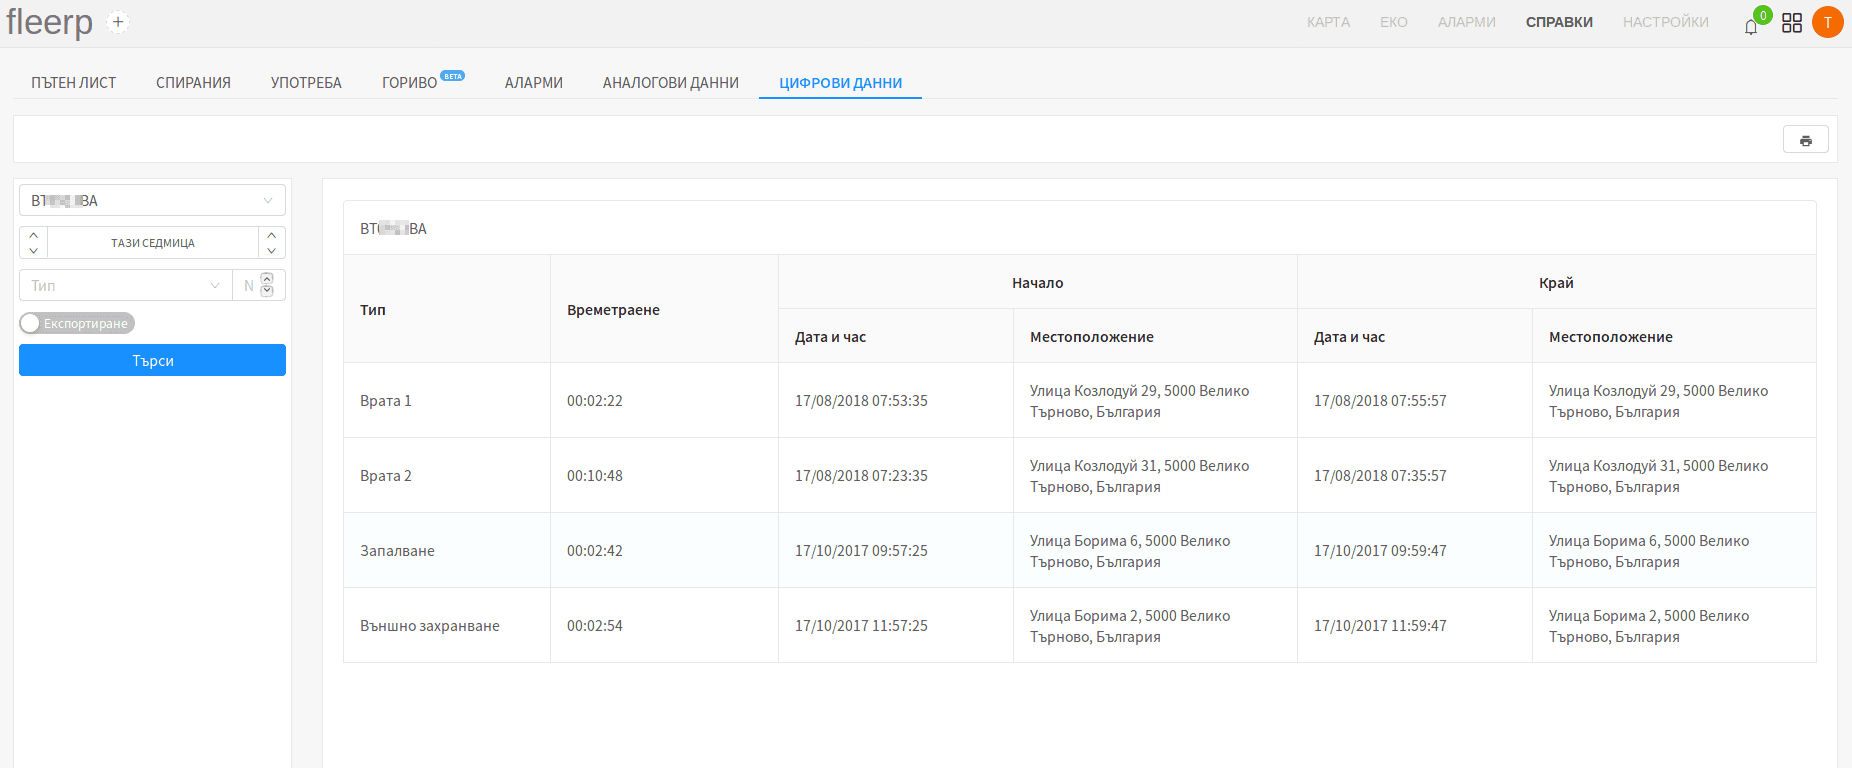 fleerp + КАРТА ЕКО АЛАРМИ СПРАВКИ НАСТРОЙКИ 0 T
ПЪТЕН ЛИСТ СПИРАНИЯ УПОТРЕБА ГОРИВО BETA АЛАРМИ АНАЛОГОВИ ДАННИ ЦИФРОВИ ДАННИ
ТАЗИ СЕДМИЦА
Тип N
Експортиране
Търси
Начало Край
Тип Времетраене
Дата и час Местоположение Дата и час Местоположение
Врата 1 00:02:22 17/08/2018 07:53:35 Улица Козлодуй 29, 5000 Велико
Търново, България 17/08/2018 07:55:57 Улица Козлодуй 29, 5000 Велико
Търново, България
Врата 2 00:10:48 17/08/2018 07:23:35 Улица Козлодуй 31, 5000 Велико
Търново, България 17/08/2018 07:35:57 Улица Козлодуй 31, 5000 Велико
Търново, България
Запалване 00:02:42 17/10/2017 09:57:25 Улица Борима 6, 5000 Велико
Търново, България 17/10/2017 09:59:47 Улица Борима 6, 5000 Велико
Търново, България
Външно захранване 00:02:54 17/10/2017 11:57:25 Улица Борима 2, 5000 Велико
Търново, България 17/10/2017 11:59:47 Улица Борима 2, 5000 Велико
Търново, България